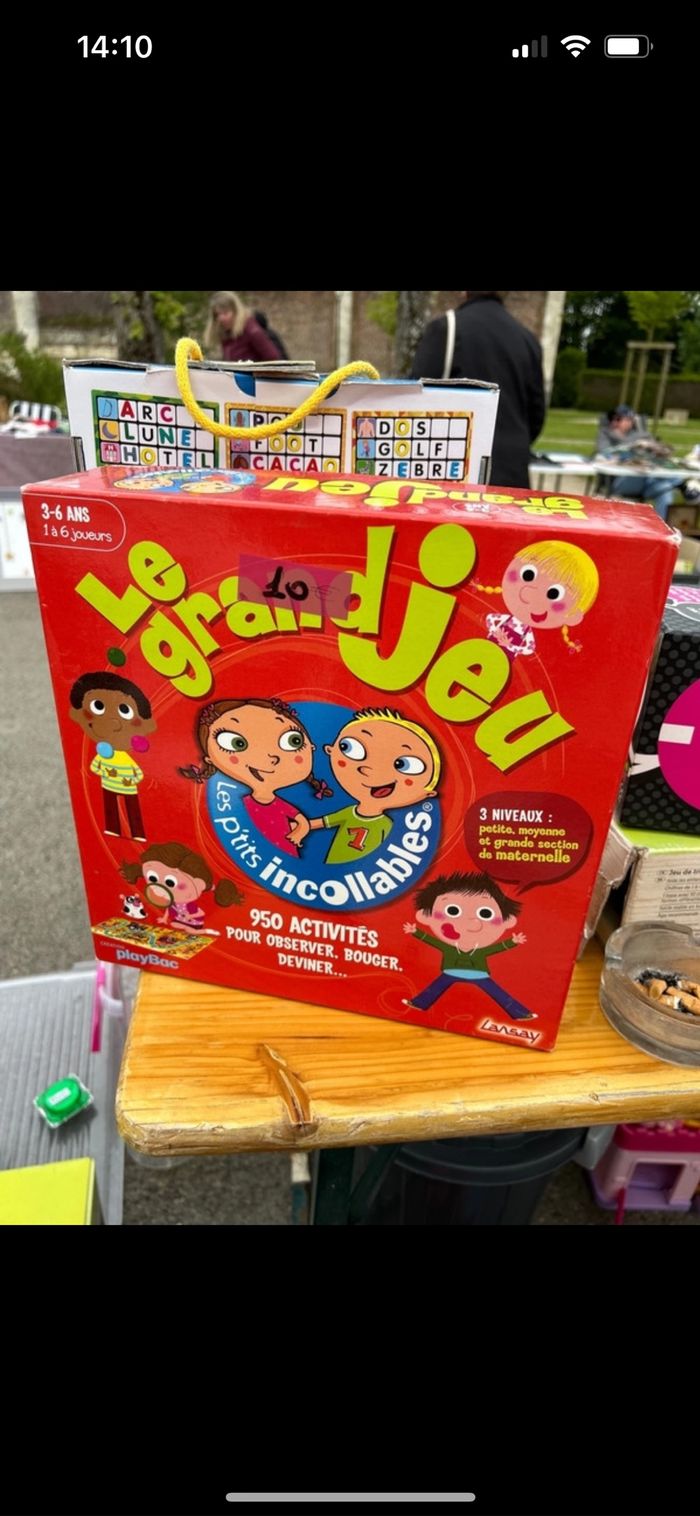 14:10
DARC
LUNE
HOTEL
FOOT
CACAO
DOS
GOLF
ZEBRE
Le grand jeu
3-6 ANS
1 à 6 joueurs
Le
grand
jeu
10 €
3 NIVEAUX :
petite, moyenne
et grande section
de maternelle
Les p'tits incollables®
950 ACTIVITÉS
POUR OBSERVER, BOUGER,
DEVINER...
CRÉATION
playBac
Lansay